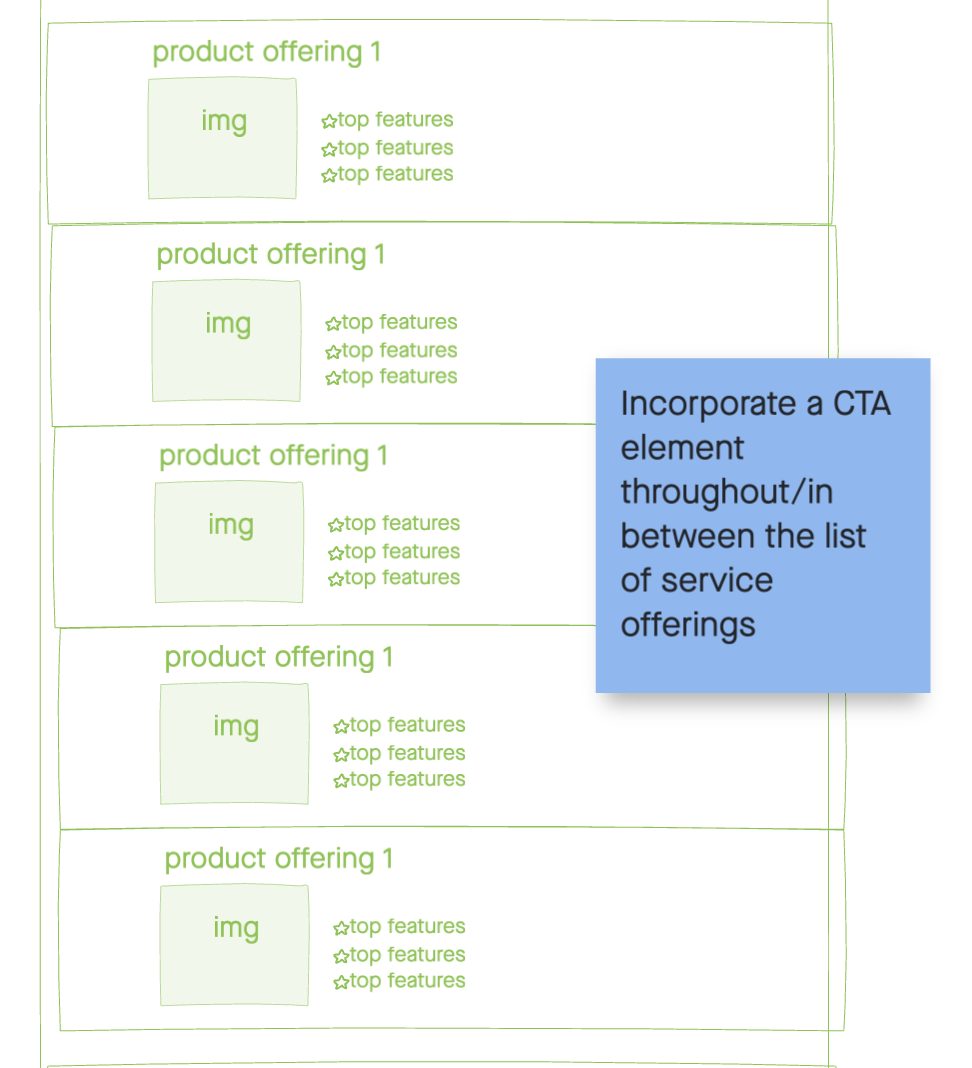 product offering 1
img
top features
top features
top features
product offering 1
img
top features
top features
top features
product offering 1
img
top features
top features
top features
Incorporate a CTA
element
throughout/in
between the list
of service
offerings
product offering 1
img
top features
top features
top features
product offering 1
img
top features
top features
top features